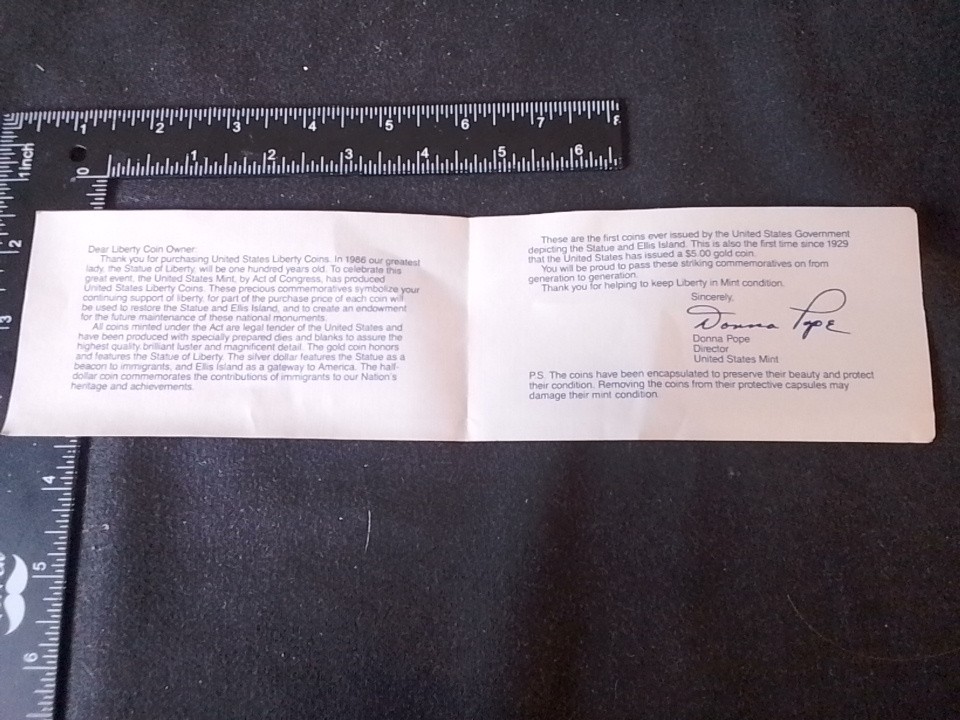 1 2 3 4 5 6 7 8
1inch
0 1 2 3 4 5 6
2
3
4
5
6
Dear Liberty Coin Owner:
Thank you for purchasing United States Liberty Coins. In 1986 our greatest
lady, the Statue of Liberty, will be one hundred years old. To celebrate this
great event, the United States Mint, by Act of Congress, has produced
United States Liberty Coins. These precious commemoratives symbolize your
continuing support of liberty, for part of the purchase price of each coin will
be used to restore the Statue and Ellis Island, and to create an endowment
for the future maintenance of these national monuments.
All coins minted under the Act are legal tender of the United States and
have been produced with specially prepared dies and blanks to assure the
highest quality, brilliant luster and magnificent detail. The gold coin honors
and features the Statue of Liberty. The silver dollar features the Statue as a
beacon to immigrants, and Ellis Island as a gateway to America. The half-
dollar coin commemorates the contributions of immigrants to our Nation's
heritage and achievements.
These are the first coins ever issued by the United States Government
depicting the Statue and Ellis Island. This is also the first time since 1929
that the United States has issued a $5.00 gold coin.
You will be proud to pass these striking commemoratives on from
generation to generation.
Thank you for helping to keep Liberty in Mint condition.
Sincerely,
Donna Pope
Donna Pope
Director
United States Mint
P.S. The coins have been encapsulated to preserve their beauty and protect
their condition. Removing the coins from their protective capsules may
damage their mint condition.